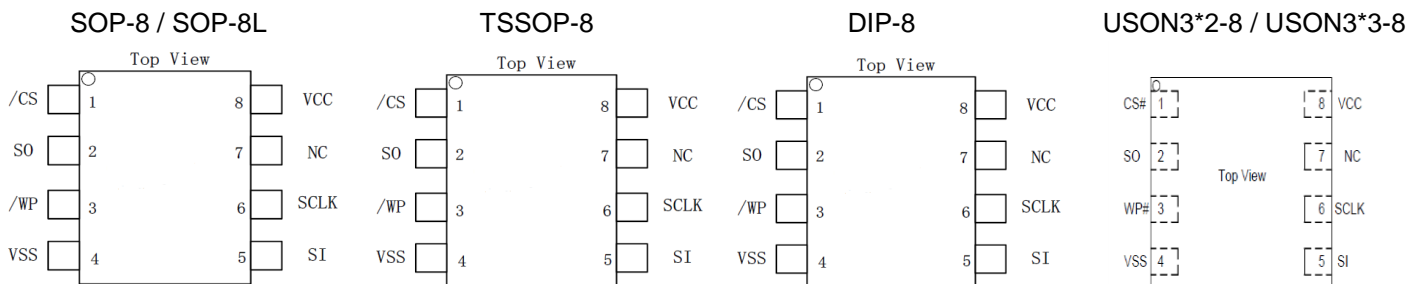 SOP-8 / SOP-8L TSSOP-8 DIP-8 USON3*2-8 / USON3*3-8
Top View Top View Top View
/CS 1 8 VCC /CS 1 8 VCC /CS 1 8 VCC CS# 1 8 VCC
SO 2 7 NC SO 2 7 NC SO 2 7 NC SO 2 7 NC
Top View
/WP 3 6 SCLK /WP 3 6 SCLK /WP 3 6 SCLK WP# 3 6 SCLK
VSS 4 5 SI VSS 4 5 SI VSS 4 5 SI VSS 4 5 SI